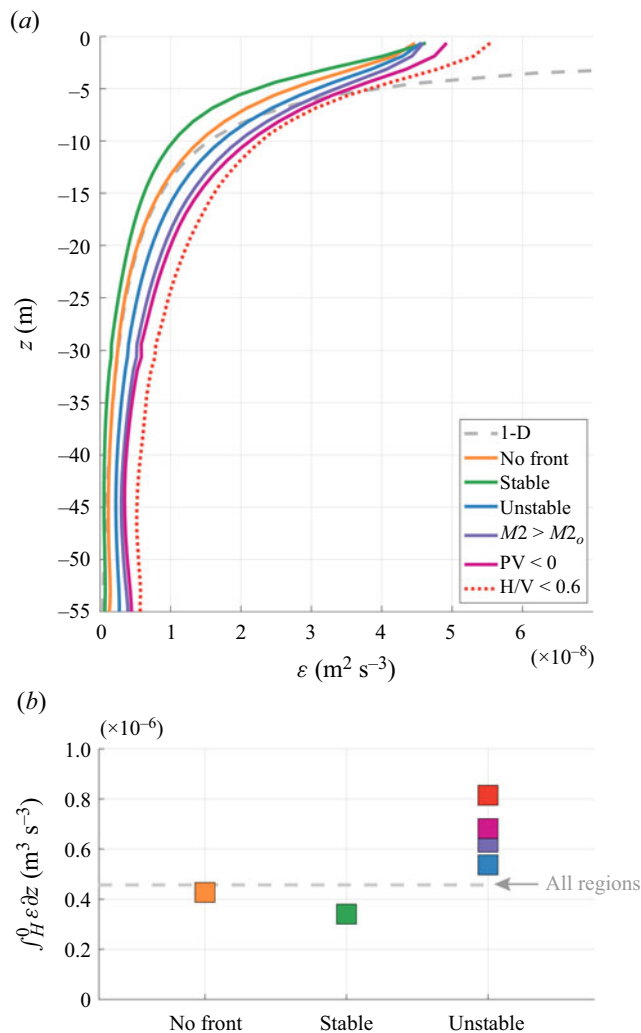 (a)
0
–5
–10
–15
–20
–25
–30
–35
–40
–45
–50
–55
z (m)
1-D
No front
Stable
Unstable
M2 > M2ₒ
PV < 0
H/V < 0.6
0 1 2 3 4 5 6
ε (m² s⁻³)
(×10⁻⁸)
(b)
(×10⁻⁶)
1.0
0.8
0.6
0.4
0.2
0
∫⁰_H ε∂z (m³ s⁻³)
All regions
No front Stable Unstable